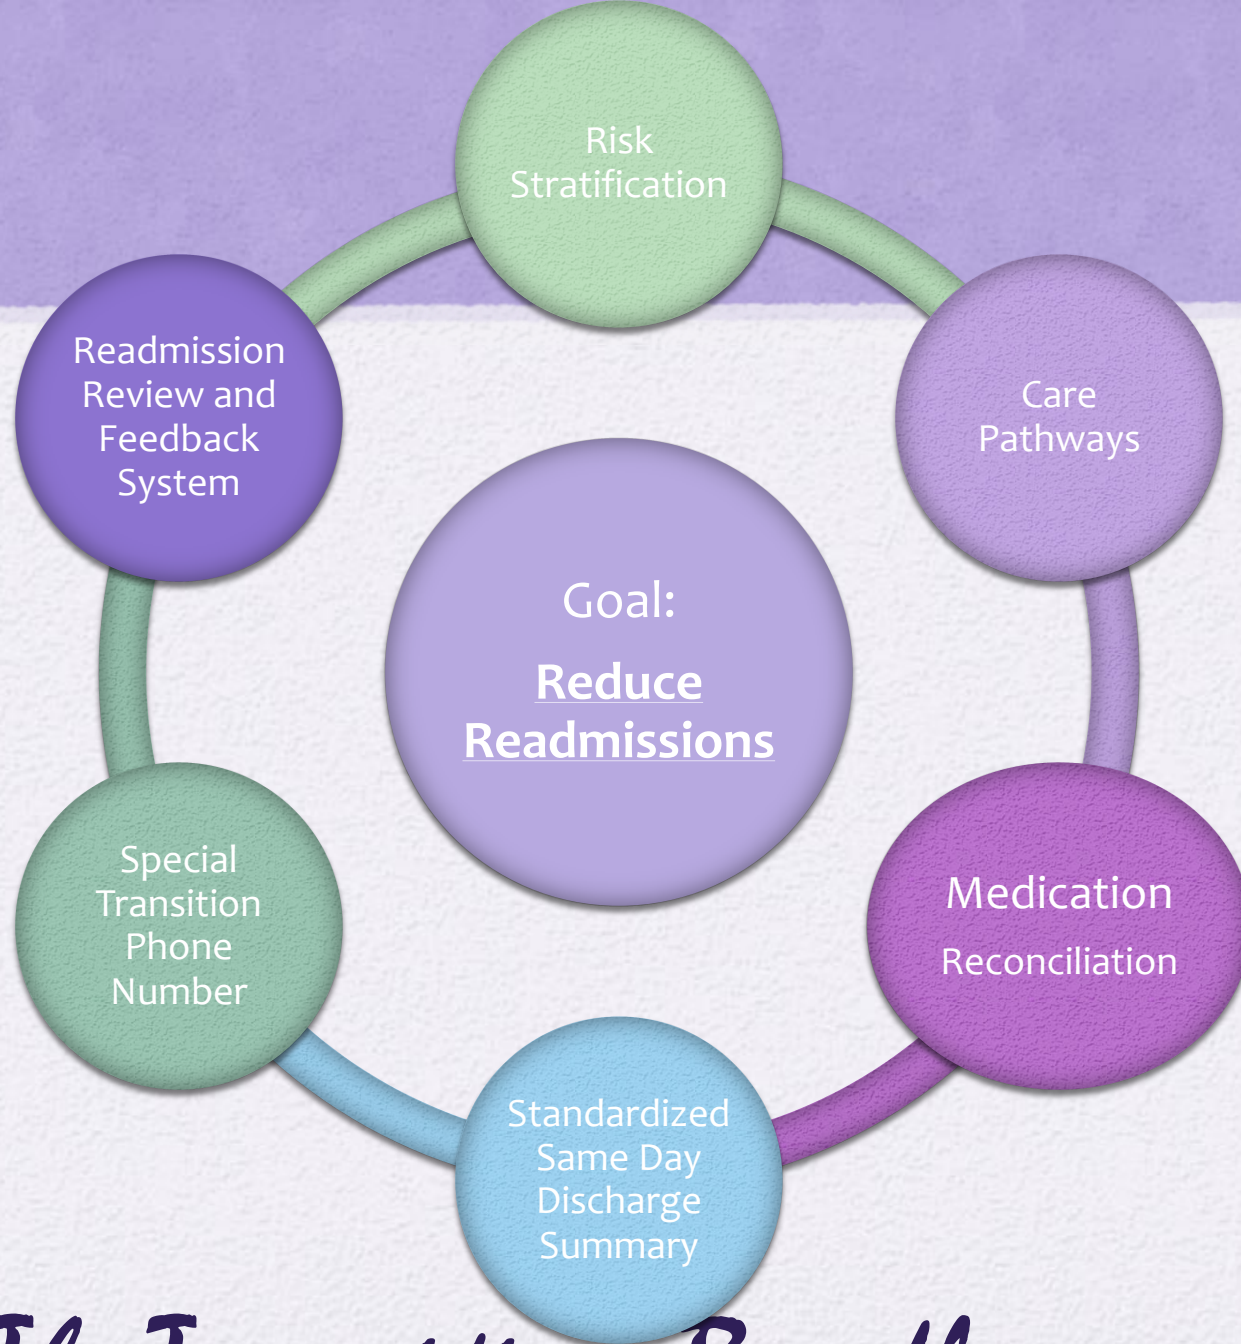 Risk
Stratification
Care
Pathways
Medication
Reconciliation
Standardized
Same Day
Discharge
Summary
Special
Transition
Phone
Number
Readmission
Review and
Feedback
System
Goal:
Reduce
Readmissions